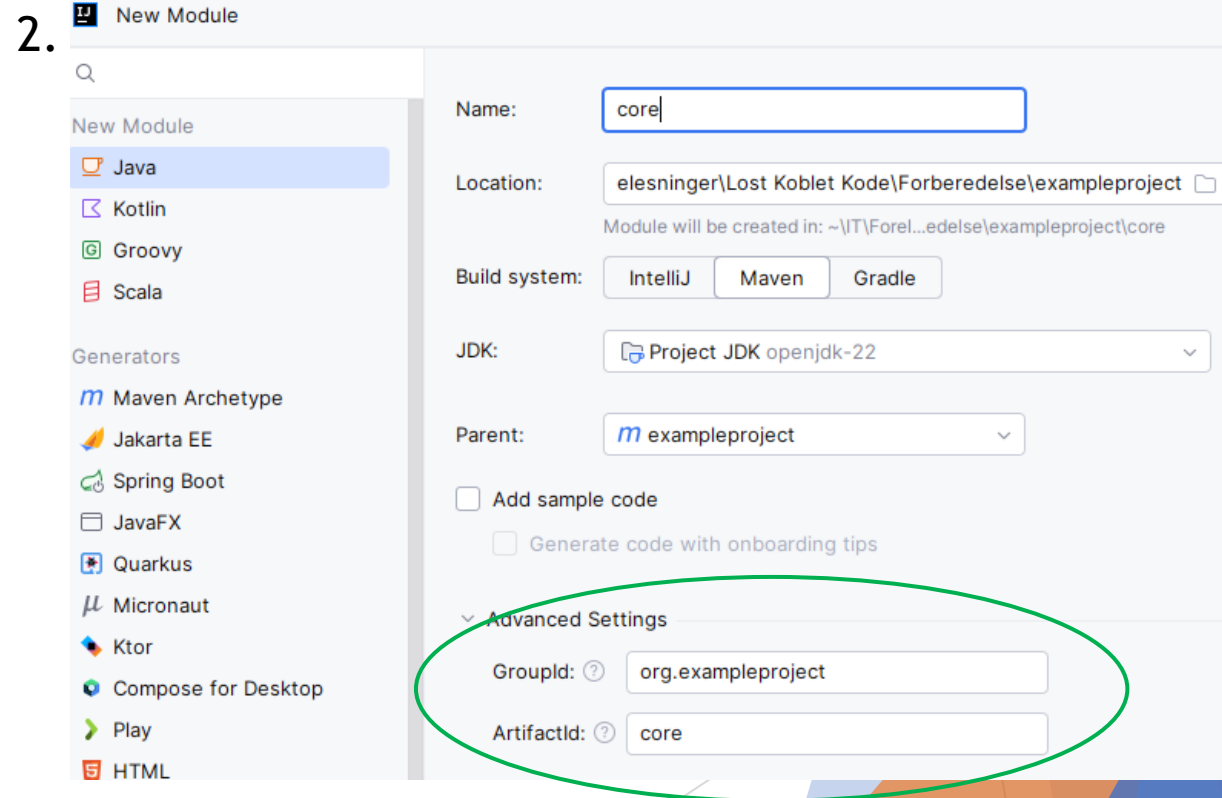 2.
New Module
New Module
Java
Kotlin
Groovy
Scala
Generators
Maven Archetype
Jakarta EE
Spring Boot
JavaFX
Quarkus
Micronaut
Ktor
Compose for Desktop
Play
HTML
Name: core
Location: elesninger\Lost Koblet Kode\Forberedelse\exampleproject
Module will be created in: ~\IT\Forel...edelse\exampleproject\core
Build system: IntelliJ Maven Gradle
JDK: Project JDK openjdk-22
Parent: exampleproject
Add sample code
Generate code with onboarding tips
Advanced Settings
GroupId: ? org.exampleproject
ArtifactId: ? core